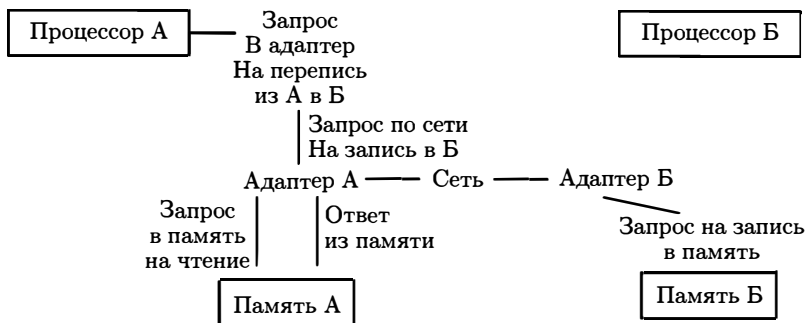 Процессор А
Запрос
В адаптер
На перепись
из А в Б
Процессор Б
Запрос по сети
На запись в Б
Адаптер А
Сеть
Адаптер Б
Запрос
в память
на чтение
Ответ
из памяти
Запрос на запись
в память
Память А
Память Б